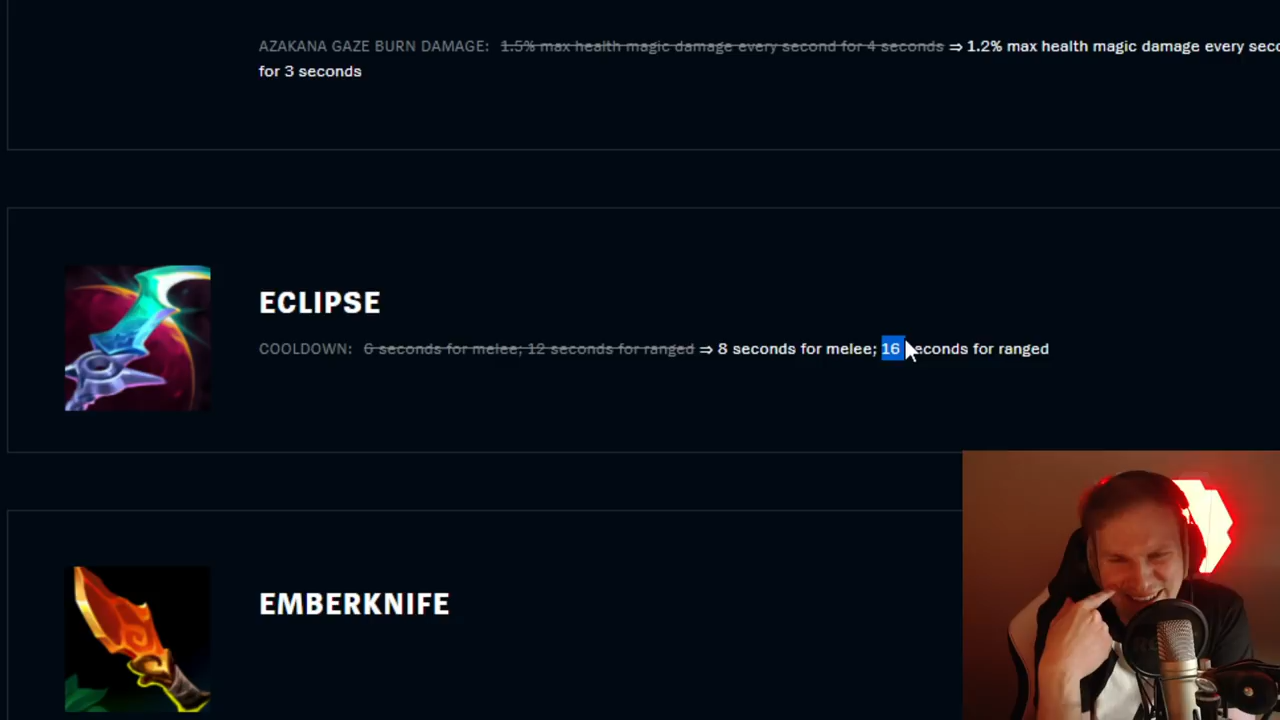 AZAKANA GAZE BURN DAMAGE: 1.5% max health magic damage every second for 4 seconds ⇒ 1.2% max health magic damage every
for 3 seconds
ECLIPSE
COOLDOWN: 6 seconds for melee; 12 seconds for ranged ⇒ 8 seconds for melee; 16 seconds for ranged
EMBERKNIFE